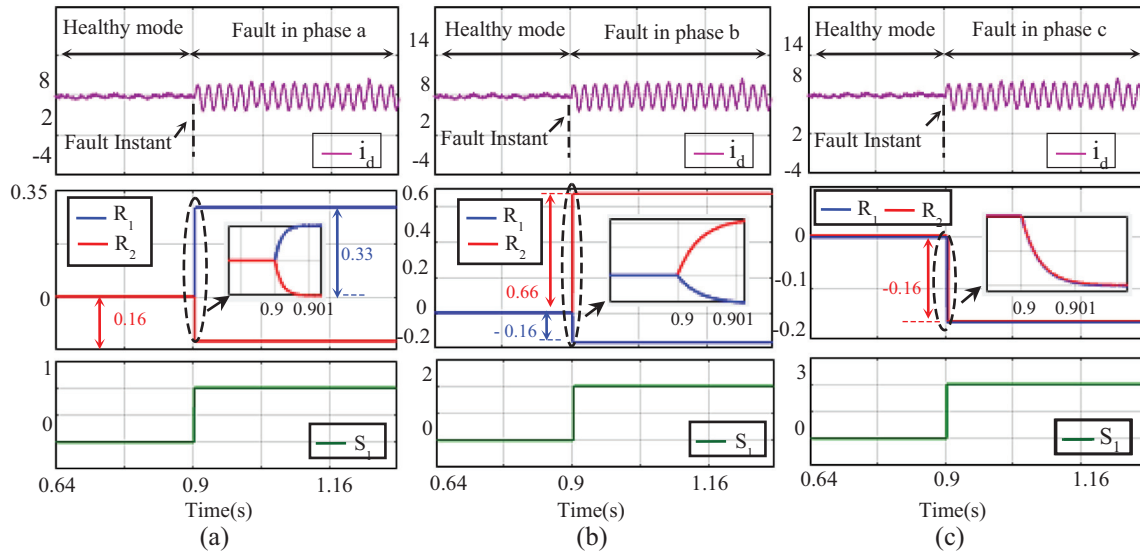 Healthy mode
Fault in phase a
8
2
-4
Fault Instant
i_d
0.35
0
R_1
R_2
0.33
0.16
0.9 0.901
1
0
S_1
0.64 0.9 1.16
Time(s)
(a)
Healthy mode
Fault in phase b
14
8
2
-4
Fault Instant
i_d
0.6
0.4
0.2
0
-0.2
R_1
R_2
0.66
- 0.16
0.9 0.901
2
0
S_1
0.64 0.9 1.16
Time(s)
(b)
Healthy mode
Fault in phase c
14
8
2
-4
Fault Instant
i_d
0
-0.1
-0.2
R_1 R_2
-0.16
0.9 0.901
3
0
S_1
0.64 0.9 1.16
Time(s)
(c)